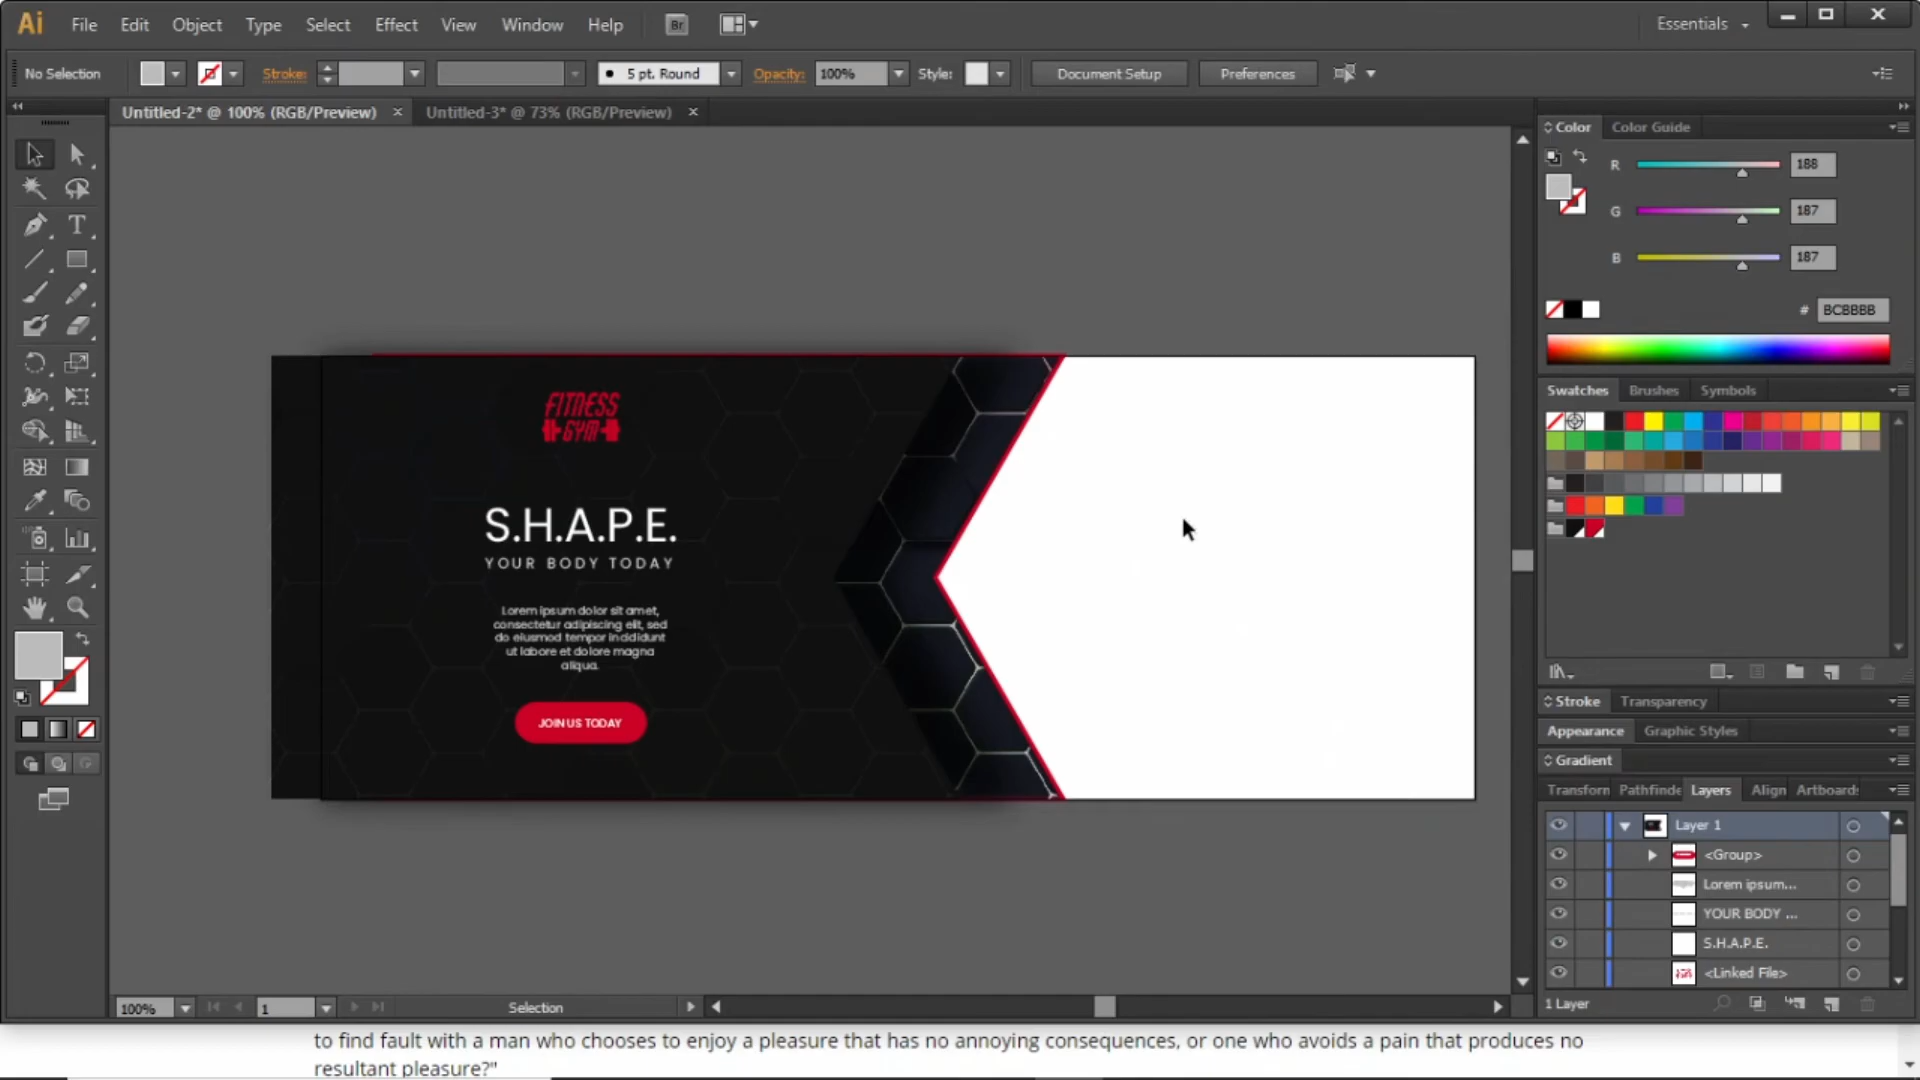 Ai File Edit Object Type Select Effect View Window Help Br Essentials
No Selection Stroke: 5 pt. Round Opacity: 100% Style: Document Setup Preferences
Untitled-2* @ 100% (RGB/Preview) × Untitled-3* @ 73% (RGB/Preview) ×
Color Color Guide
R 188
G 187
B 187
# BCBBBB
Swatches Brushes Symbols
FITNESS
GYM
S.H.A.P.E.
YOUR BODY TODAY
Lorem ipsum dolor sit amet,
consectetur adipiscing elit, sed
do eiusmod tempor incididunt
ut labore et dolore magna
aliqua.
JOIN US TODAY
Stroke Transparency
Appearance Graphic Styles
Gradient
Transform Pathfinde Layers Align Artboards
Layer 1
<Group>
Lorem ipsum...
YOUR BODY ...
S.H.A.P.E.
<Linked File>
1 Layer
100% 1 Selection
to find fault with a man who chooses to enjoy a pleasure that has no annoying consequences, or one who avoids a pain that produces no
resultant pleasure?"